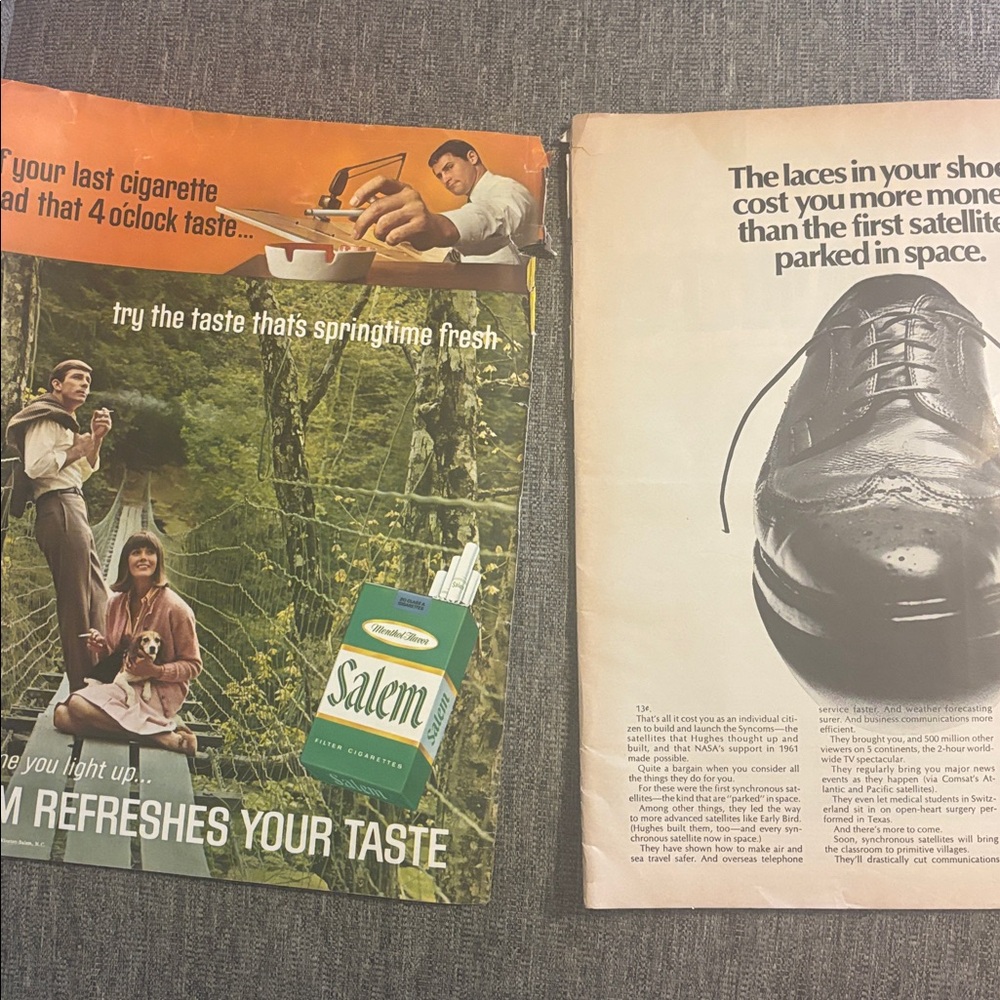 f your last cigarette
ad that 4 o'clock taste...
try the taste that's springtime fresh
Menthol Flavor
Salem
Salem
FILTER CIGARETTES
Salem
me you light up...
M REFRESHES YOUR TASTE
The laces in your shoe
cost you more mone
than the first satellite
parked in space.
13¢.
That's all it cost you as an individual citi-
zen to build and launch the Syncoms—the
satellites that Hughes thought up and
built, and that NASA's support in 1961
made possible.
Quite a bargain when you consider all
the things they do for you.
For these were the first synchronous sat-
ellites—the kind that are "parked" in space.
Among other things, they led the way
to more advanced satellites like Early Bird.
(Hughes built them, too—and every syn-
chronous satellite now in space.)
They have shown how to make air and
sea travel safer. And overseas telephone
service faster. And weather forecasting
surer. And business communications more
efficient.
They brought you, and 500 million other
viewers on 5 continents, the 2-hour world-
wide TV spectacular.
They regularly bring you major news
events as they happen (via Comsat's At-
lantic and Pacific satellites).
They even let medical students in Switz-
erland sit in on open-heart surgery per-
formed in Texas.
And there's more to come.
Soon, synchronous satellites will bring
the classroom to primitive villages.
They'll drastically cut communications